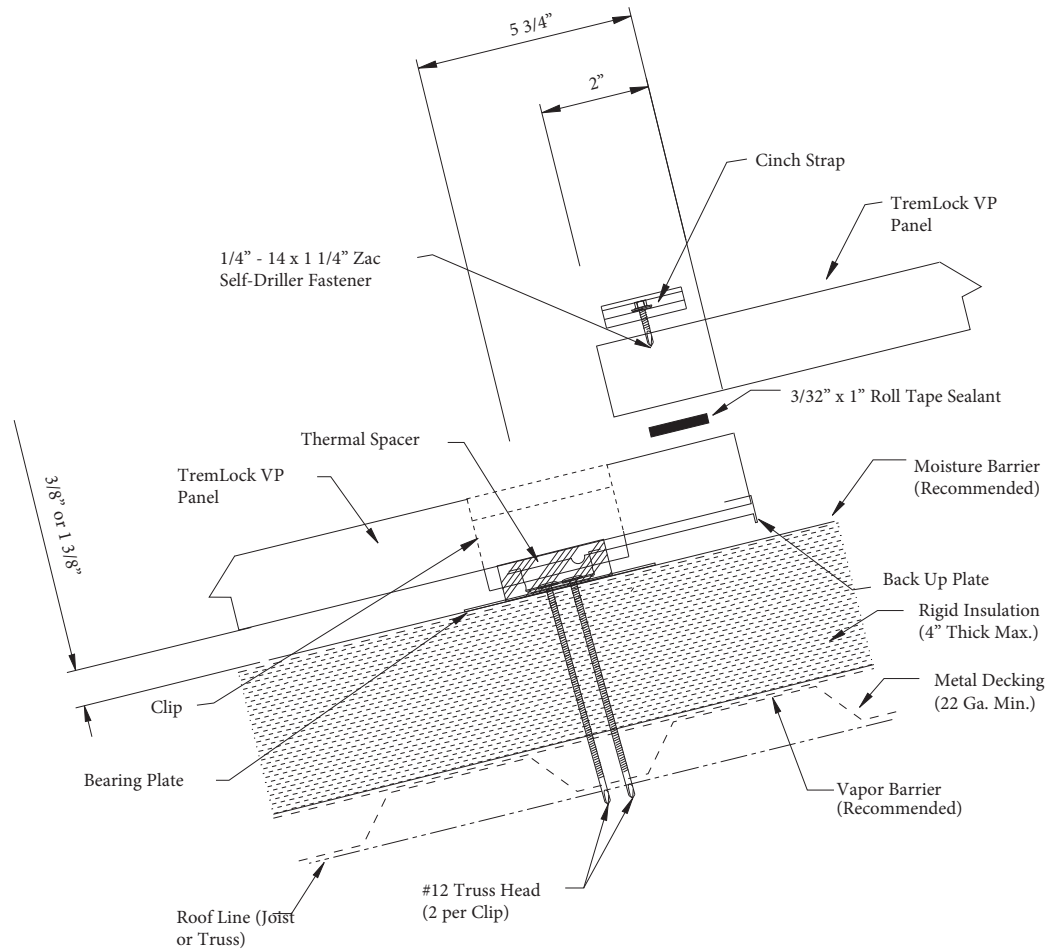 5 3/4”
2”
Cinch Strap
TremLock VP
Panel
1/4” - 14 x 1 1/4” Zac
Self-Driller Fastener
3/32” x 1” Roll Tape Sealant
Thermal Spacer
TremLock VP
Panel
Moisture Barrier
(Recommended)
3/8” or 1 3/8”
Back Up Plate
Rigid Insulation
(4” Thick Max.)
Metal Decking
(22 Ga. Min.)
Clip
Bearing Plate
Vapor Barrier
(Recommended)
#12 Truss Head
(2 per Clip)
Roof Line (Joist
or Truss)